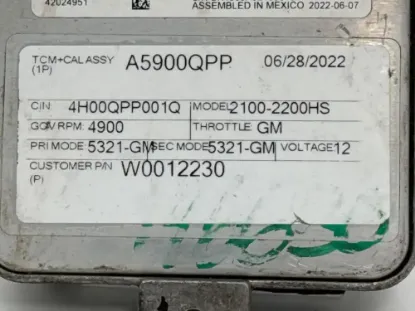 42024951
ASSEMBLED IN MEXICO 2022-06-07
TCM+CAL ASSY A5900QPP 06/28/2022
(1P)
C/N: 4H00QPP001Q MODEL 2100-2200HS
GOV RPM: 4900 THROTTLE: GM
PRI MODE 5321-GM SEC MODE 5321-GM VOLTAGE 12
CUSTOMER P/N W0012230
(P)